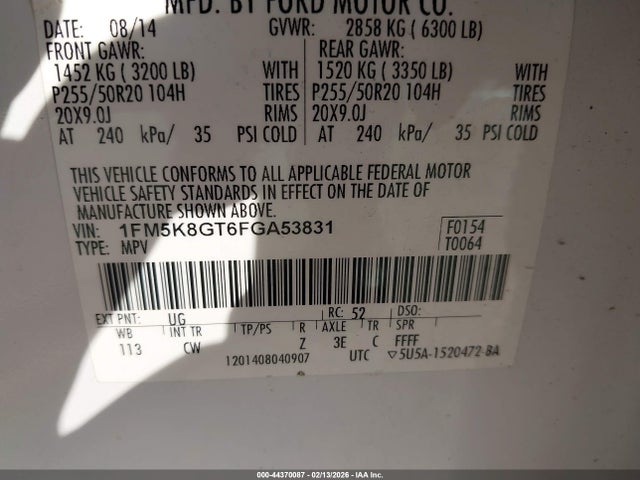 MFD. BY FORD MOTOR CO.
DATE: 08/14 GVWR: 2858 KG ( 6300 LB)
FRONT GAWR: REAR GAWR:
1452 KG ( 3200 LB) WITH 1520 KG ( 3350 LB) WITH
P255/50R20 104H TIRES P255/50R20 104H TIRES
20X9.0J RIMS 20X9.0J RIMS
AT 240 kPa/ 35 PSI COLD AT 240 kPa/ 35 PSI COLD
THIS VEHICLE CONFORMS TO ALL APPLICABLE FEDERAL MOTOR
VEHICLE SAFETY STANDARDS IN EFFECT ON THE DATE OF
MANUFACTURE SHOWN ABOVE.
VIN: 1FM5K8GT6FGA53831 F0154
TYPE: MPV T0064
EXT PNT: UG RC: 52 DSO:
WB INT TR TP/PS R AXLE TR SPR
113 CW Z 3E C FFFF
1201408040907 UTC ▽5U5A-1520472-BA
000-44370087 - 02/13/2026 - IAA Inc.